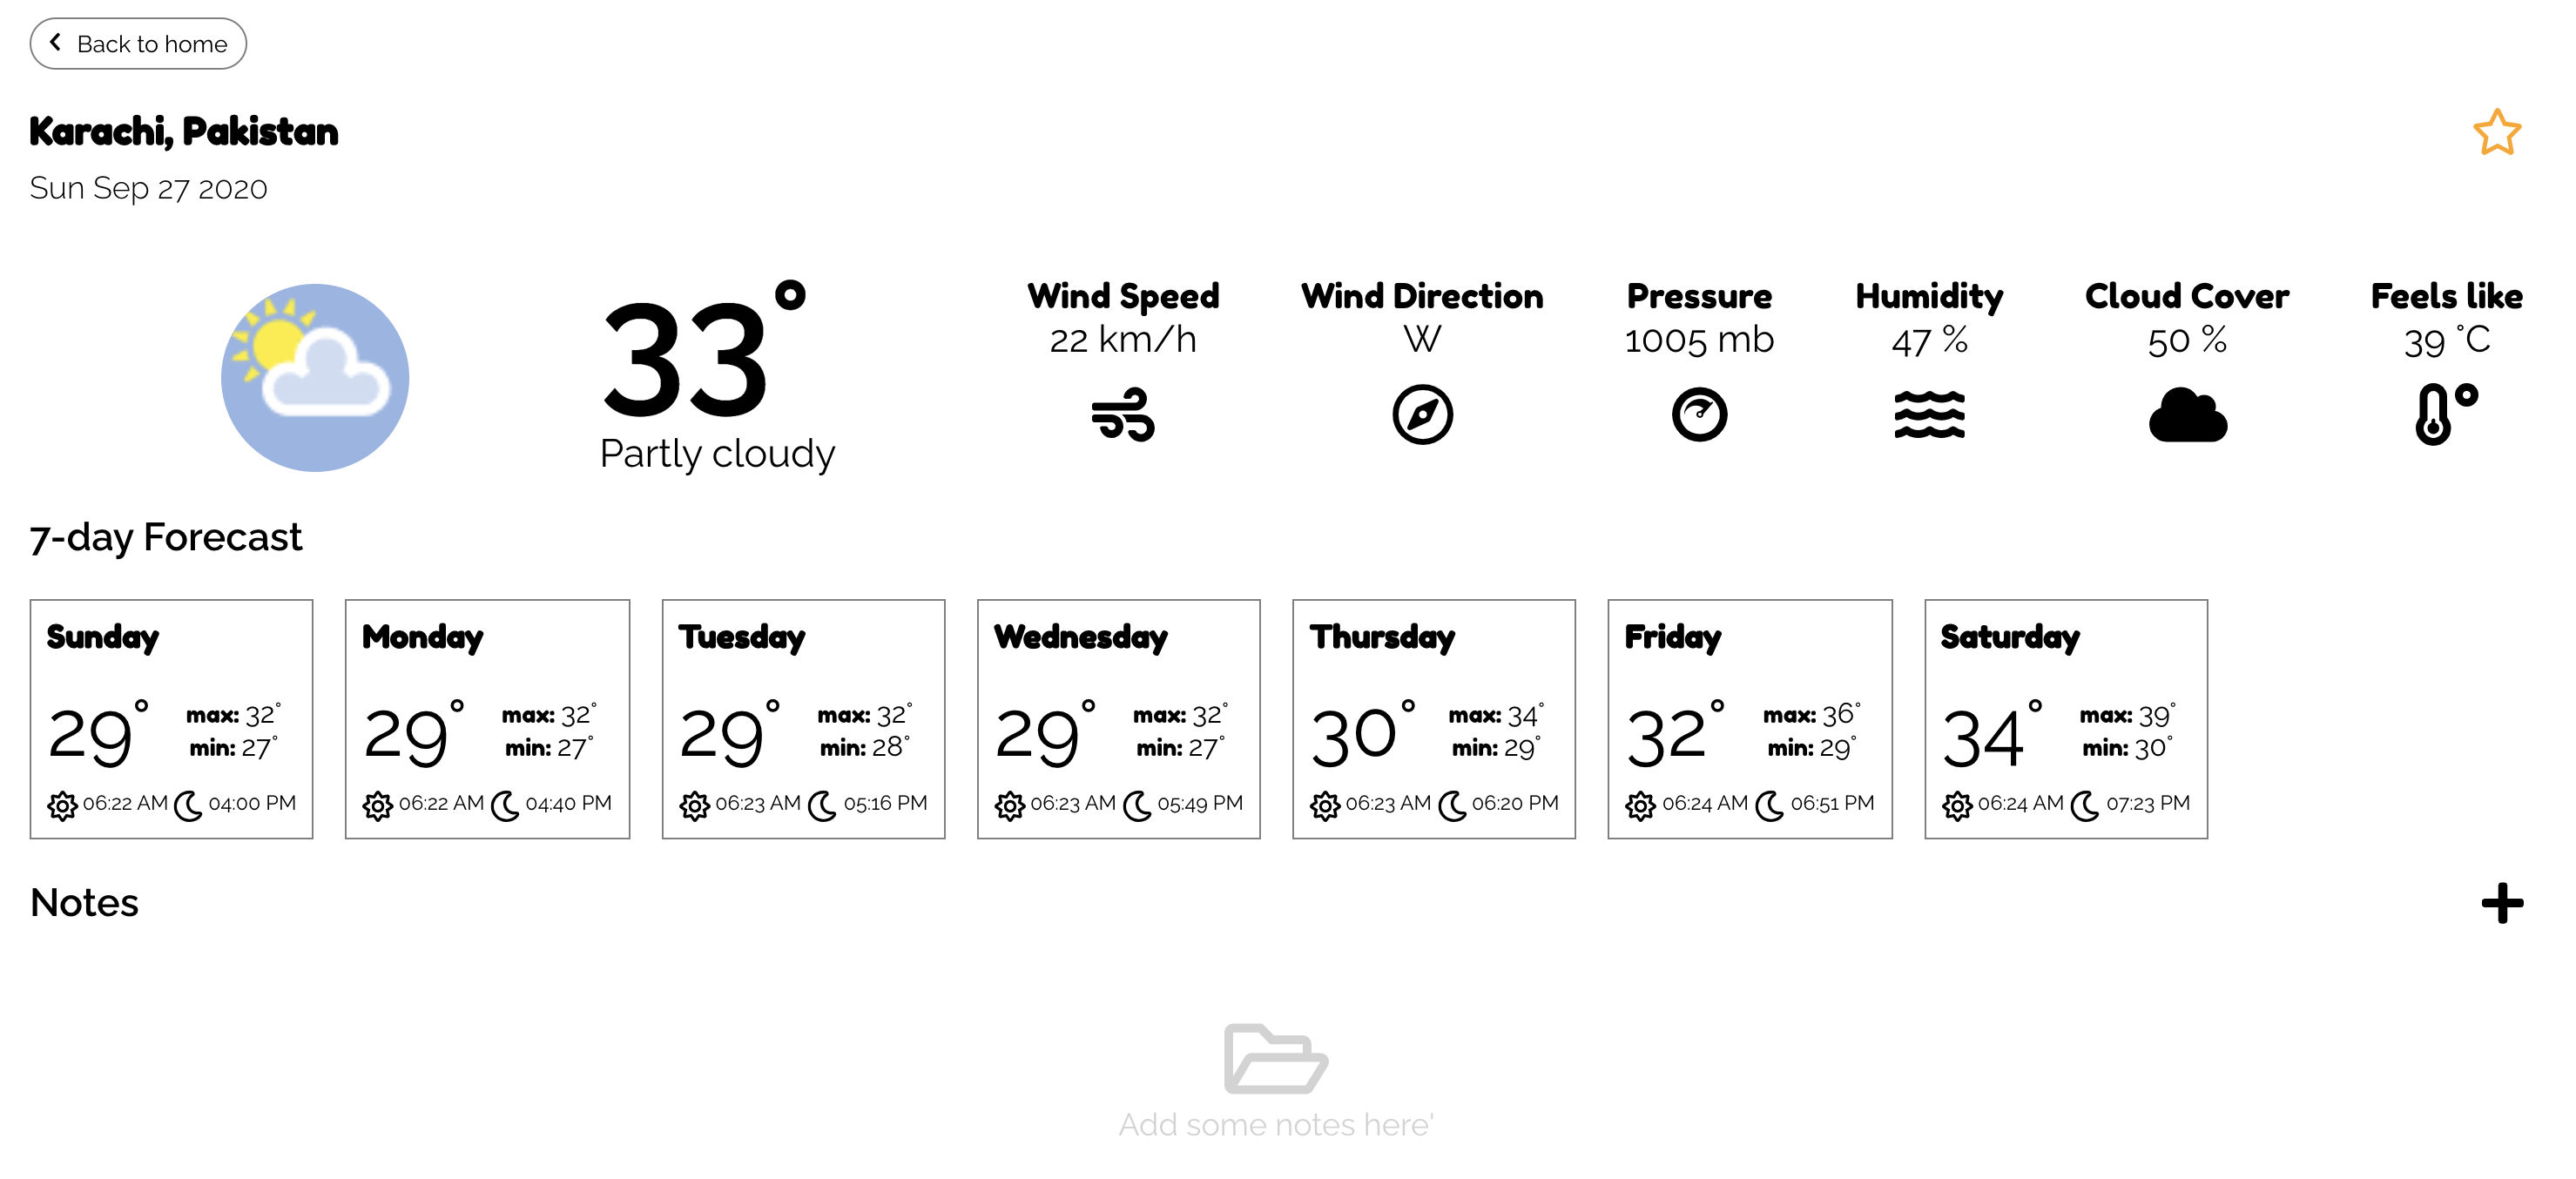 Back to home
Karachi, Pakistan
Sun Sep 27 2020
33°
Partly cloudy
Wind Speed
22 km/h
Wind Direction
W
Pressure
1005 mb
Humidity
47 %
Cloud Cover
50 %
Feels like
39 °C
7-day Forecast
Sunday
29° max: 32°
min: 27°
06:22 AM 04:00 PM
Monday
29° max: 32°
min: 27°
06:22 AM 04:40 PM
Tuesday
29° max: 32°
min: 28°
06:23 AM 05:16 PM
Wednesday
29° max: 32°
min: 27°
06:23 AM 05:49 PM
Thursday
30° max: 34°
min: 29°
06:23 AM 06:20 PM
Friday
32° max: 36°
min: 29°
06:24 AM 06:51 PM
Saturday
34° max: 39°
min: 30°
06:24 AM 07:23 PM
Notes
Add some notes here'